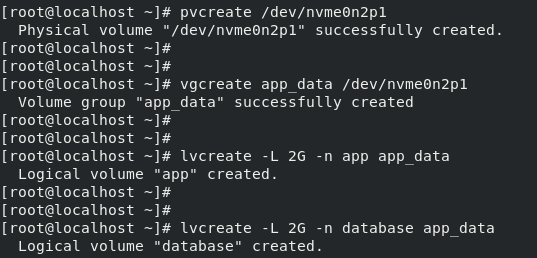 [root@localhost ~]# pvcreate /dev/nvme0n2p1
  Physical volume "/dev/nvme0n2p1" successfully created.
[root@localhost ~]#
[root@localhost ~]#
[root@localhost ~]# vgcreate app_data /dev/nvme0n2p1
  Volume group "app_data" successfully created
[root@localhost ~]#
[root@localhost ~]#
[root@localhost ~]# lvcreate -L 2G -n app app_data
  Logical volume "app" created.
[root@localhost ~]#
[root@localhost ~]#
[root@localhost ~]# lvcreate -L 2G -n database app_data
  Logical volume "database" created.